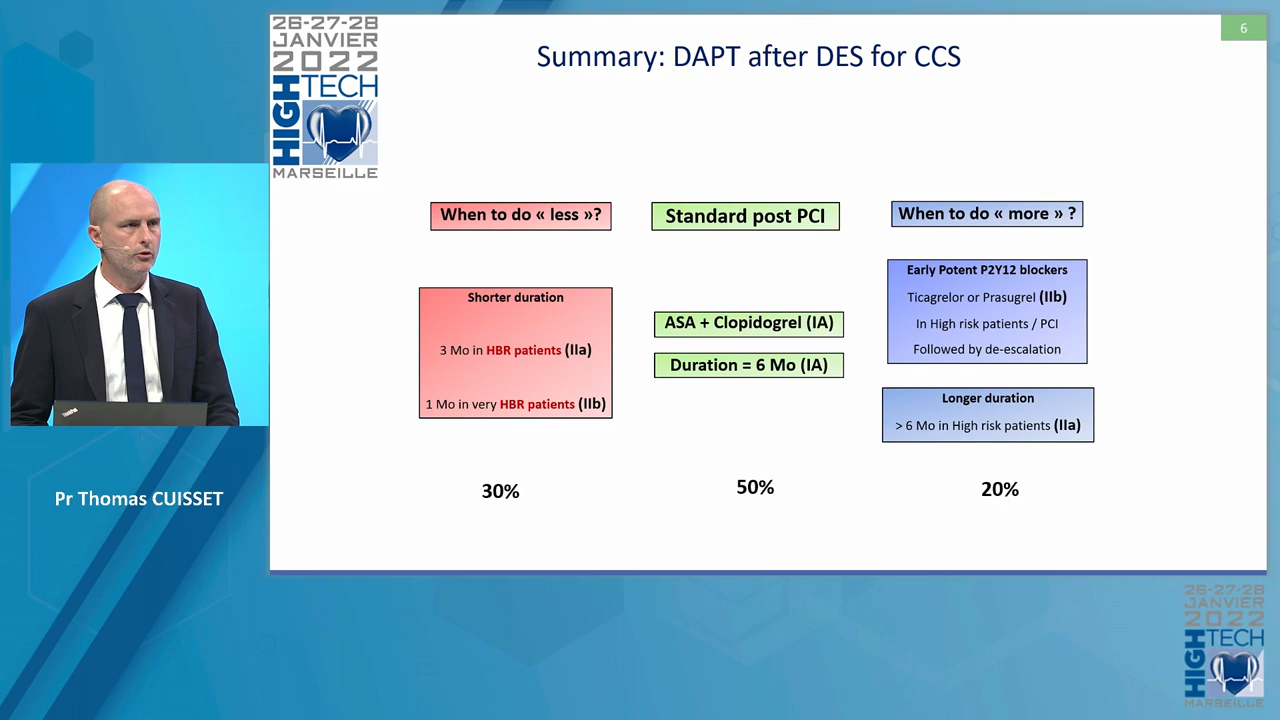 26-27-28
JANVIER
2022
HIGHTECH
MARSEILLE
6
Summary: DAPT after DES for CCS
When to do « less »?
Shorter duration
3 Mo in HBR patients (IIa)
1 Mo in very HBR patients (IIb)
30%
Standard post PCI
ASA + Clopidogrel (IA)
Duration = 6 Mo (IA)
50%
When to do « more » ?
Early Potent P2Y12 blockers
Ticagrelor or Prasugrel (IIb)
In High risk patients / PCI
Followed by de-escalation
Longer duration
> 6 Mo in High risk patients (IIa)
20%
ThinkPad
Pr Thomas CUISSET
26-27-28
JANVIER
2022
HIGHTECH
MARSEILLE